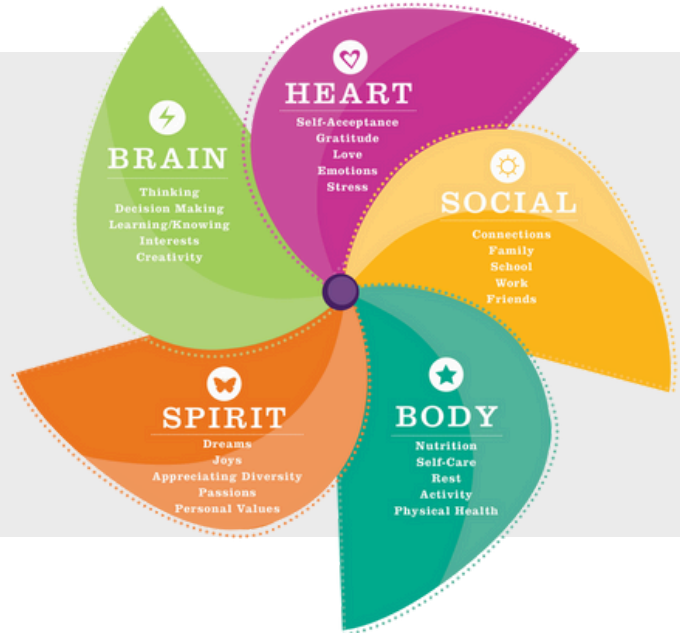 HEART
Self-Acceptance
Gratitude
Love
Emotions
Stress
BRAIN
Thinking
Decision Making
Learning/Knowing
Interests
Creativity
SOCIAL
Connections
Family
School
Work
Friends
SPIRIT
Dreams
Joys
Appreciating Diversity
Passions
Personal Values
BODY
Nutrition
Self-Care
Rest
Activity
Physical Health